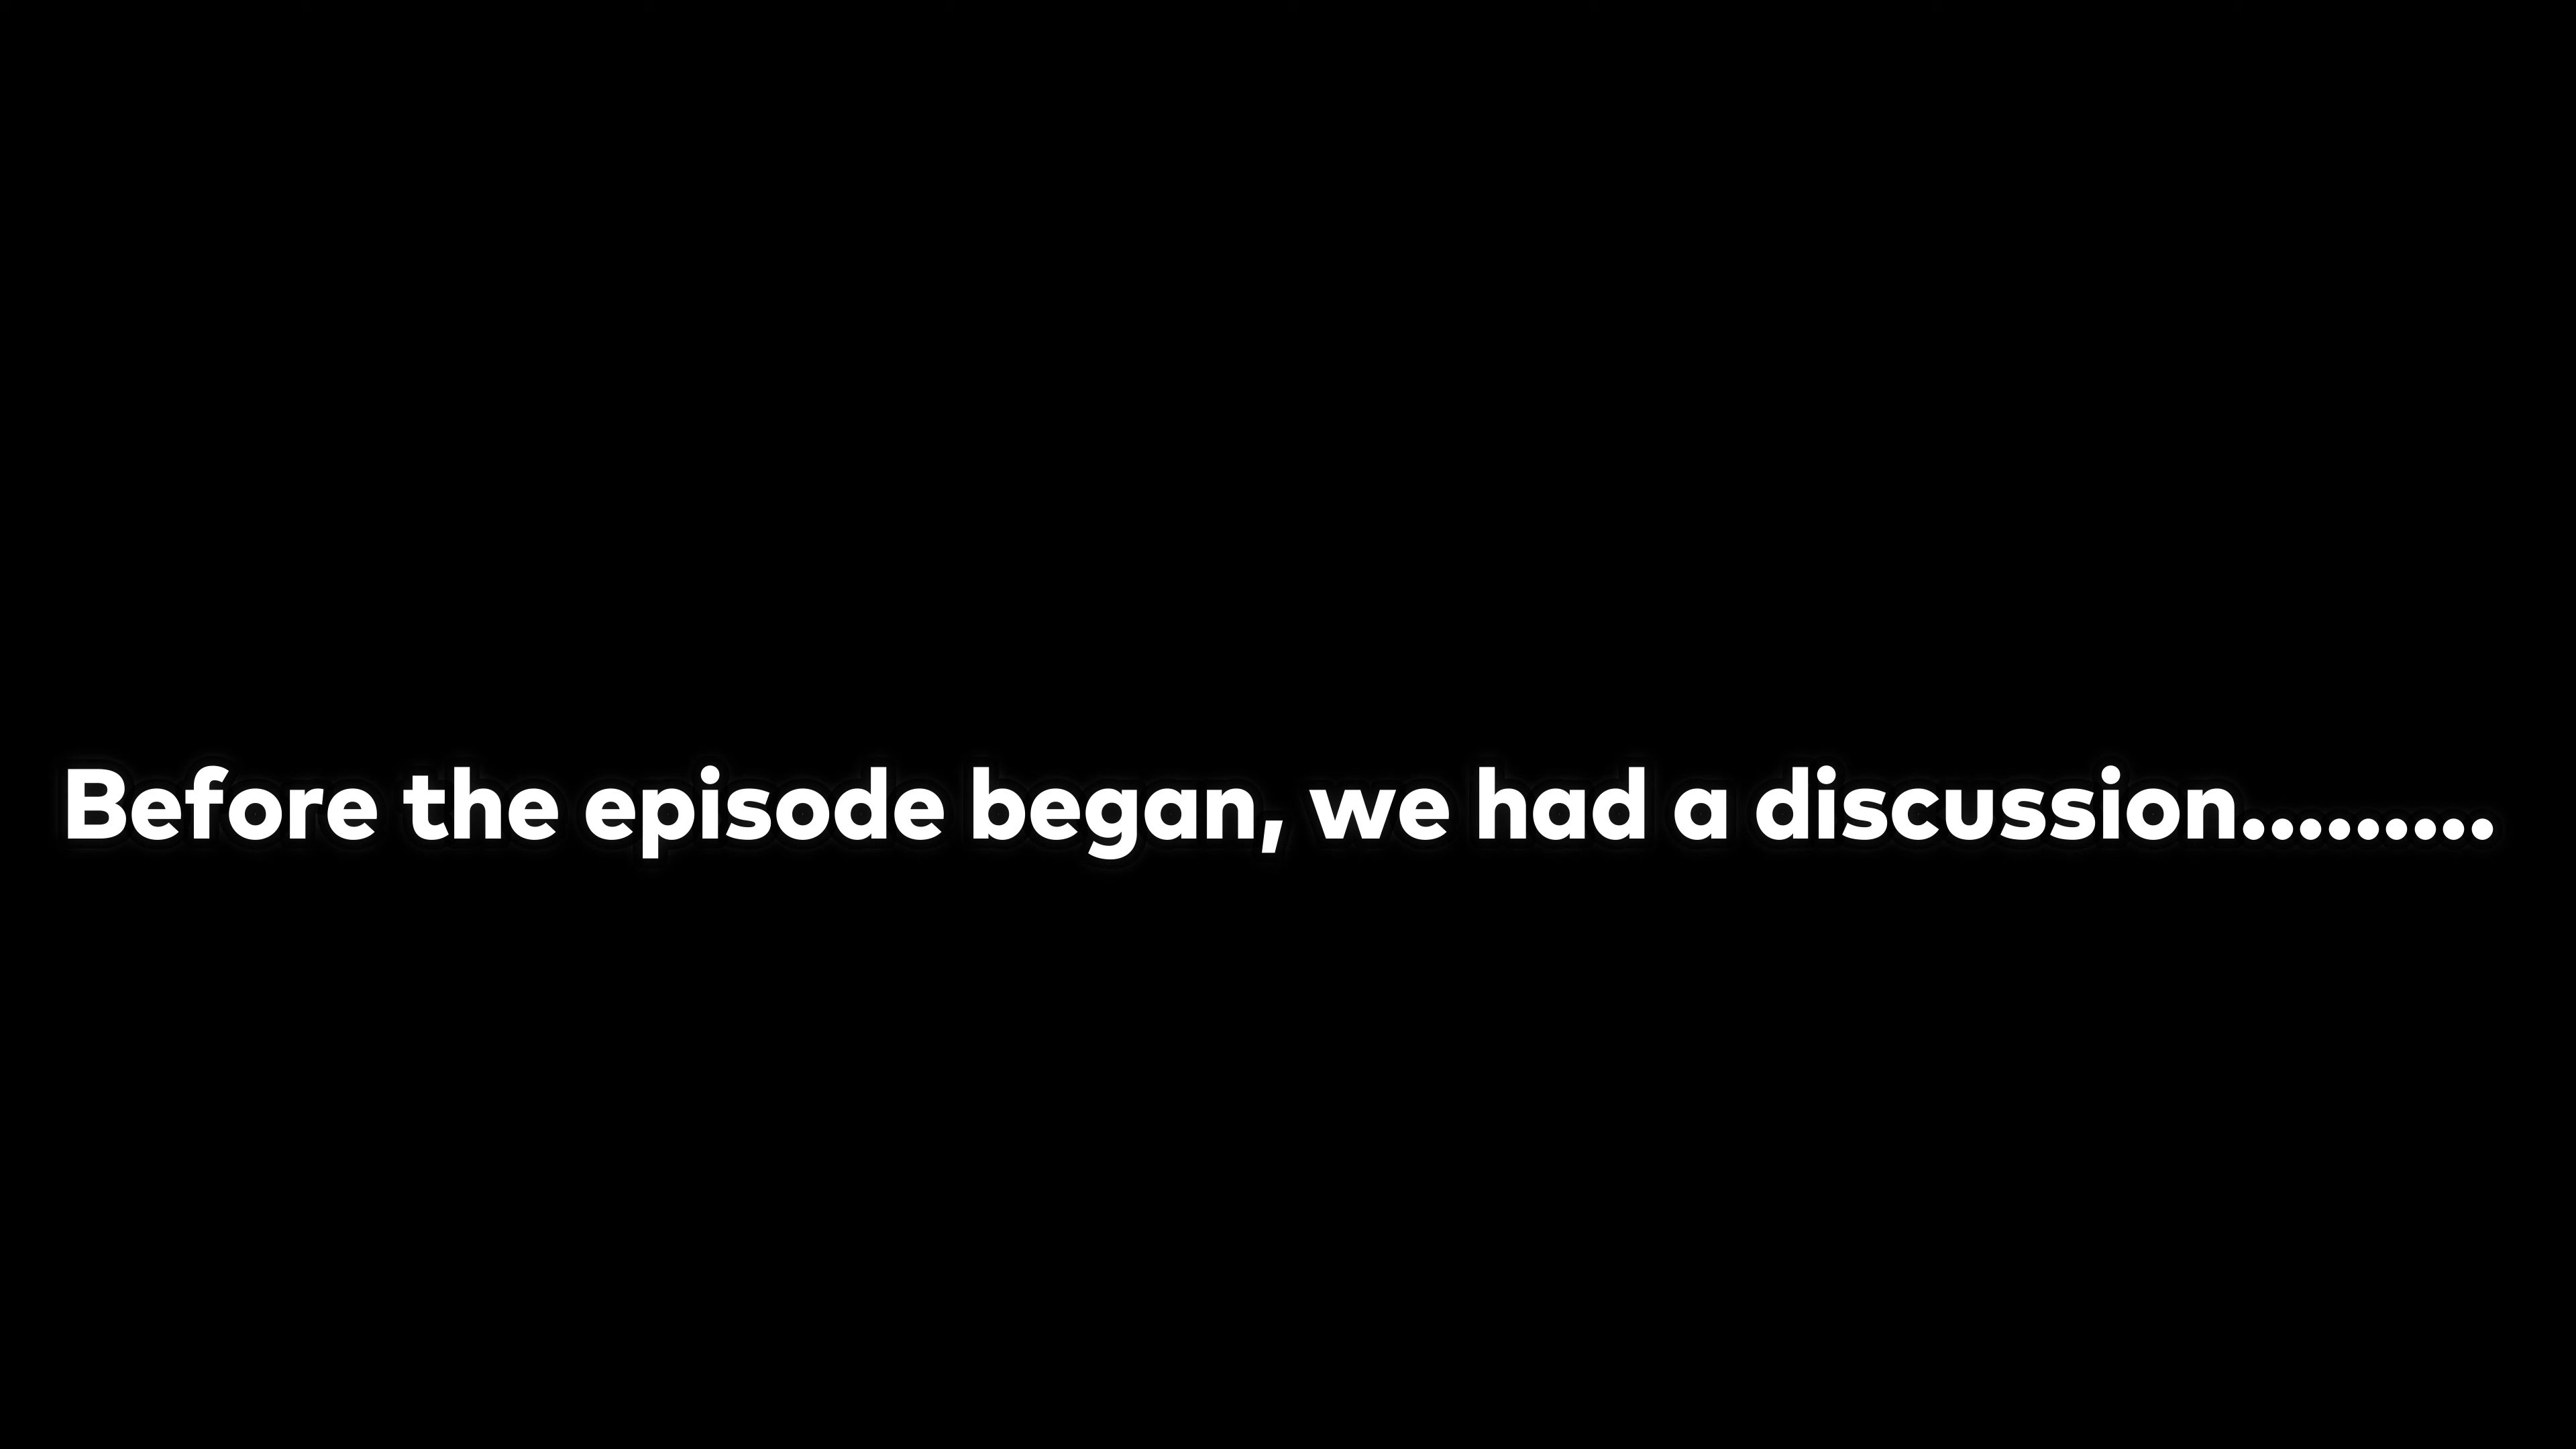 Before the episode began, we had a discussion.........